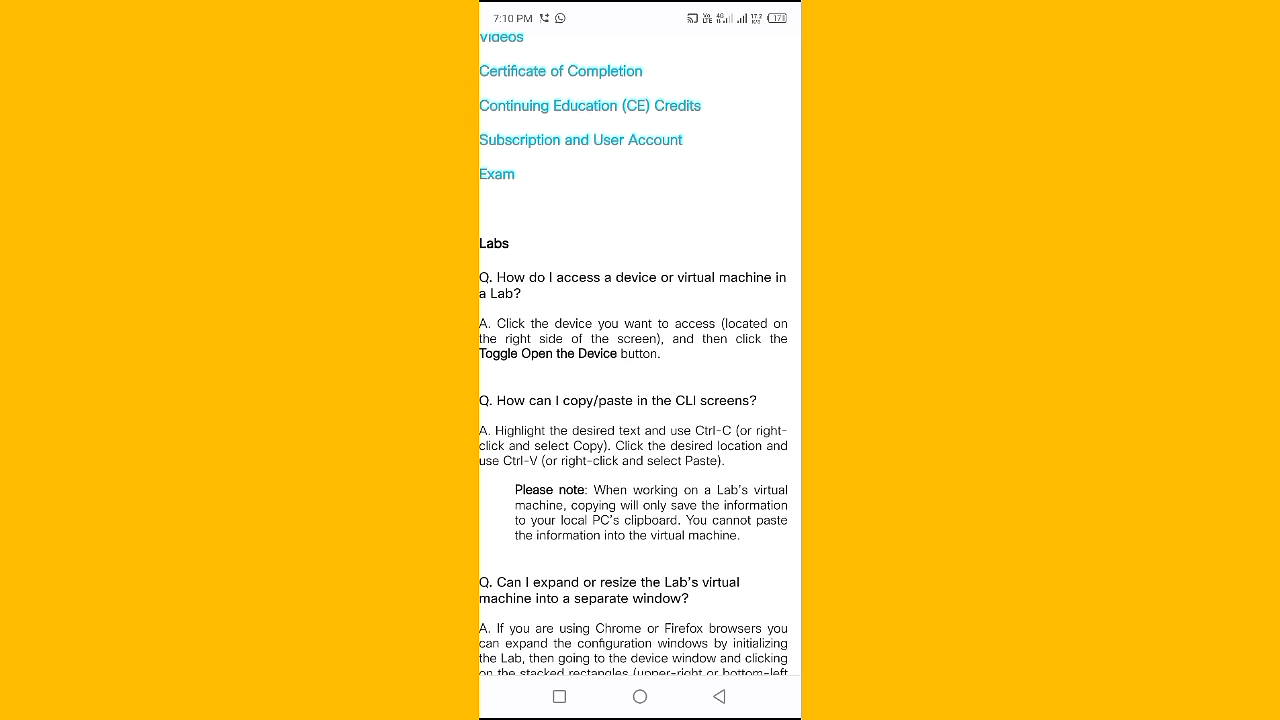 7:10 PM
Videos
Certificate of Completion
Continuing Education (CE) Credits
Subscription and User Account
Exam
Labs
Q. How do I access a device or virtual machine in
a Lab?
A. Click the device you want to access (located on
the right side of the screen), and then click the
Toggle Open the Device button.
Q. How can I copy/paste in the CLI screens?
A. Highlight the desired text and use Ctrl-C (or right-
click and select Copy). Click the desired location and
use Ctrl-V (or right-click and select Paste).
Please note: When working on a Lab's virtual
machine, copying will only save the information
to your local PC's clipboard. You cannot paste
the information into the virtual machine.
Q. Can I expand or resize the Lab's virtual
machine into a separate window?
A. If you are using Chrome or Firefox browsers you
can expand the configuration windows by initializing
the Lab, then going to the device window and clicking
on the stacked rectangles (upper-right or bottom-left